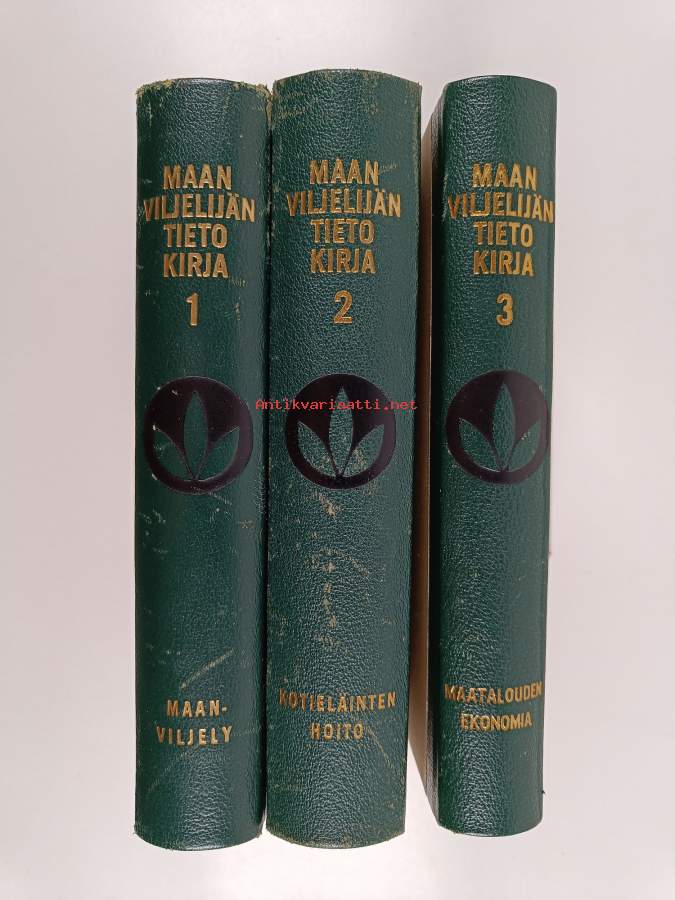 MAAN
VILJELIJÄN
TIETO
KIRJA
1
MAAN-
VILJELY
MAAN
VILJELIJÄN
TIETO
KIRJA
2
KOTIELÄINTEN
HOITO
MAAN
VILJELIJÄN
TIETO
KIRJA
3
MAATALOUDEN
EKONOMIA
Antikvariaatti.net